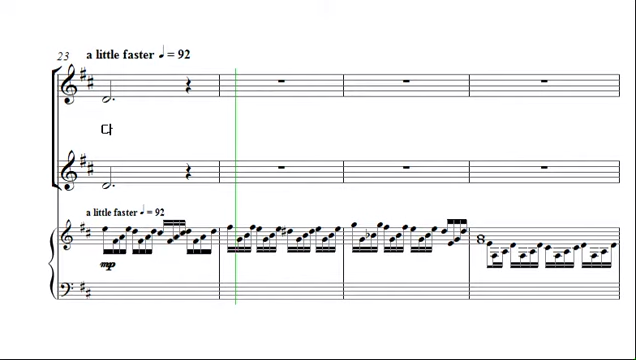 23 a little faster ♩ = 92
다
a little faster ♩ = 92
mp
8